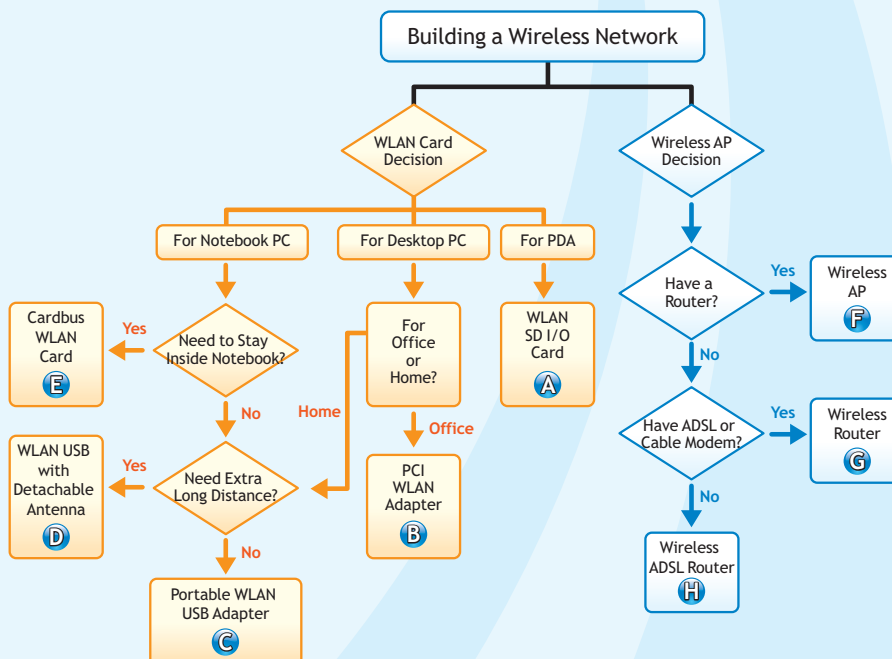 Building a Wireless Network
WLAN Card
Decision
Wireless AP
Decision
For Notebook PC
For Desktop PC
For PDA
Need to Stay
Inside Notebook?
Yes
Cardbus
WLAN
Card
E
No
Need Extra
Long Distance?
Yes
WLAN USB
with
Detachable
Antenna
D
No
Portable WLAN
USB Adapter
C
For
Office
or
Home?
Home
Office
PCI
WLAN
Adapter
B
WLAN
SD I/O
Card
A
Have a
Router?
Yes
Wireless
AP
F
No
Have ADSL or
Cable Modem?
Yes
Wireless
Router
G
No
Wireless
ADSL Router
H